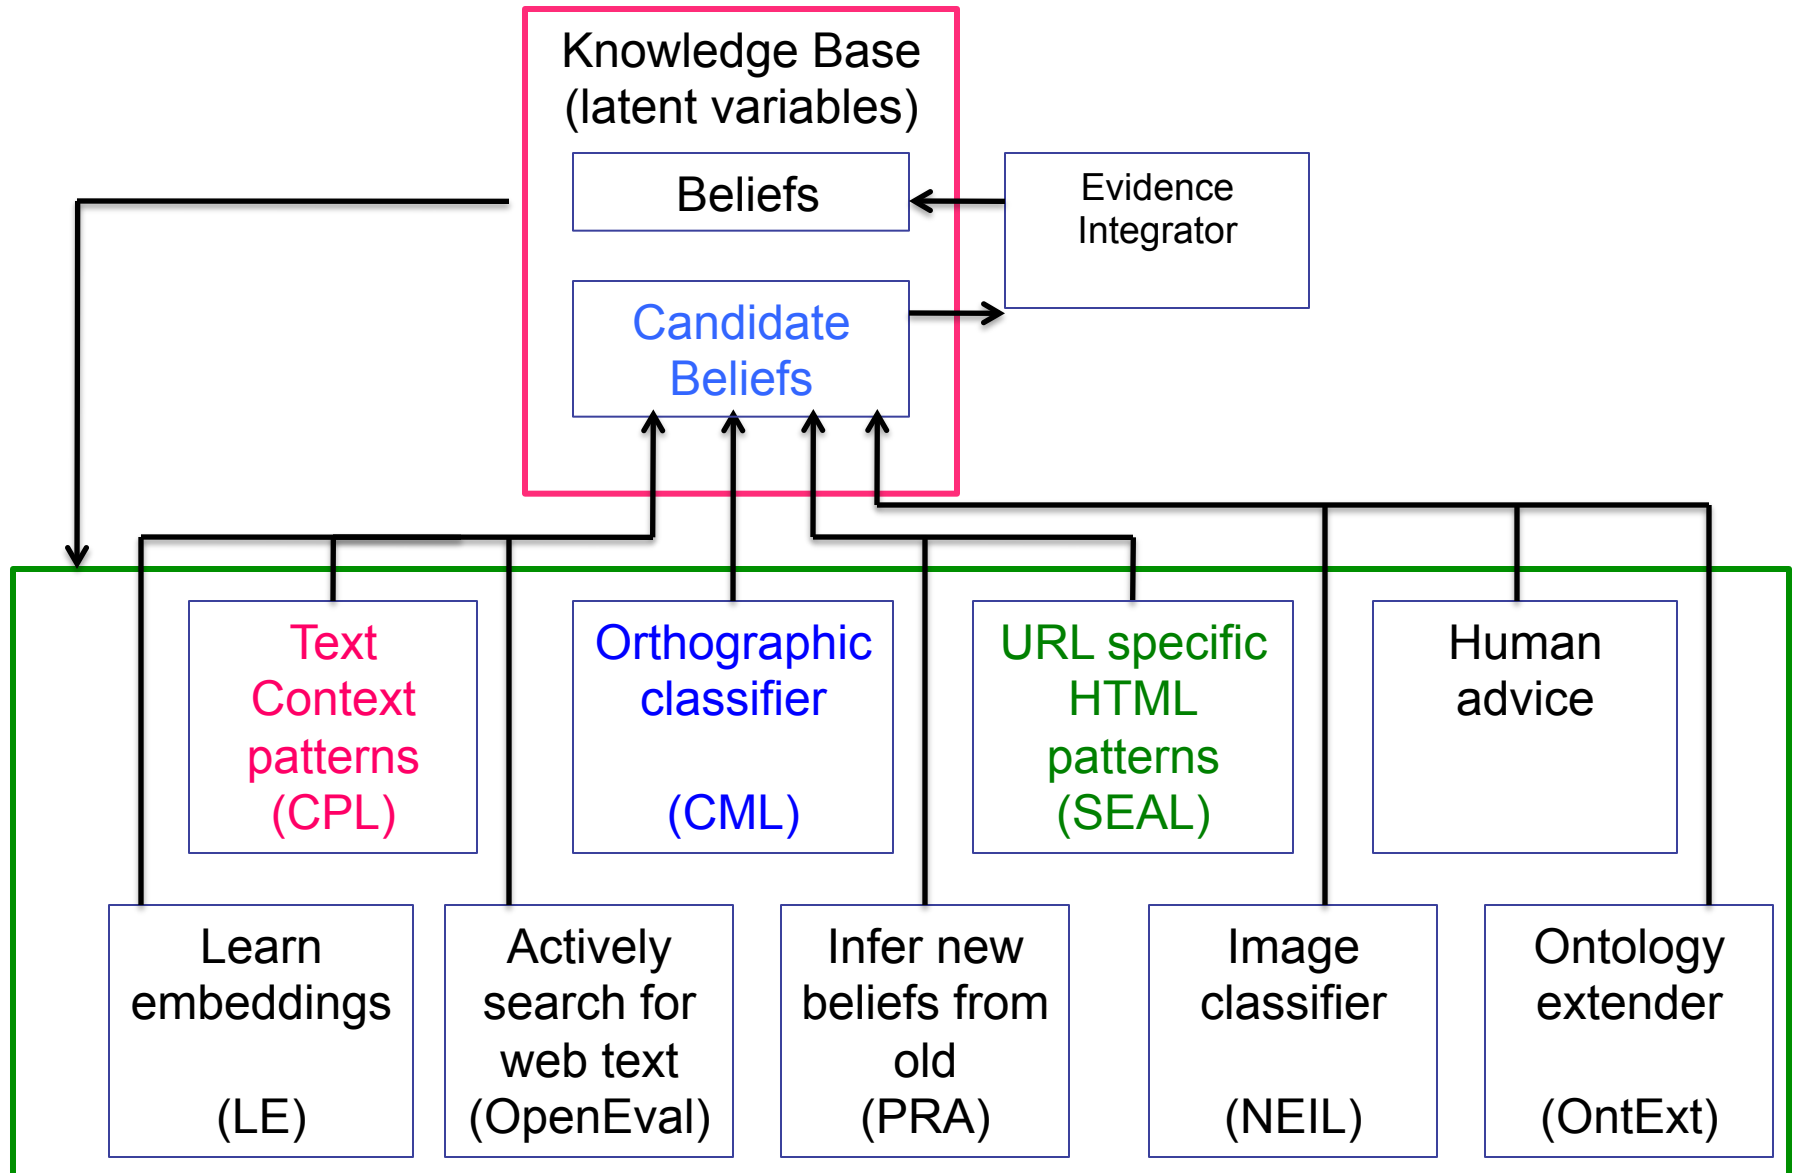 Knowledge Base
(latent variables)
Beliefs
Evidence
Integrator
Candidate
Beliefs
Text
Context
patterns
(CPL)
Orthographic
classifier
(CML)
URL specific
HTML
patterns
(SEAL)
Human
advice
Learn
embeddings
(LE)
Actively
search for
web text
(OpenEval)
Infer new
beliefs from
old
(PRA)
Image
classifier
(NEIL)
Ontology
extender
(OntExt)